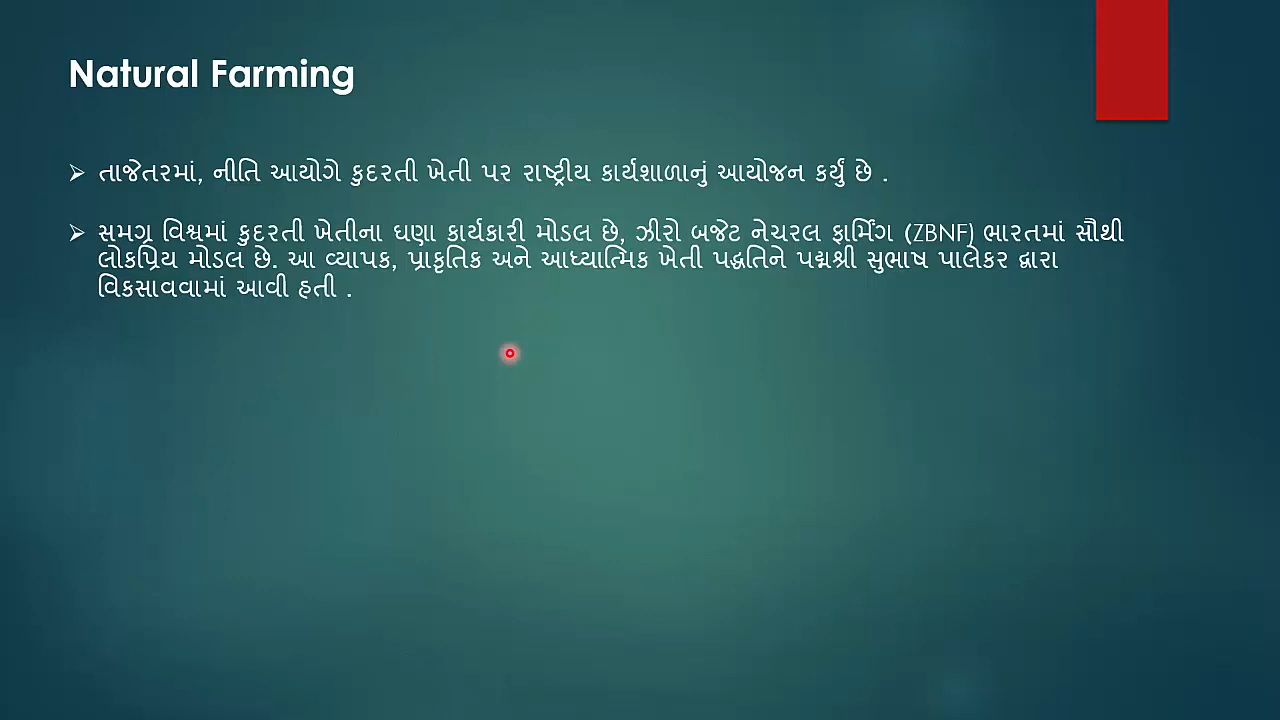 Natural Farming
તાજેતરમાં, નીતિ આયોગે કુદરતી ખેતી પર રાષ્ટ્રીય કાર્યશાળાનું આયોજન કર્યું છે .
સમગ્ર વિશ્વમાં કુદરતી ખેતીના ઘણા કાર્યકારી મોડલ છે, ઝીરો બજેટ નેચરલ ફાર્મિંગ (ZBNF) ભારતમાં સૌથી
લોકપ્રિય મોડલ છે. આ વ્યાપક, પ્રાકૃતિક અને આધ્યાત્મિક ખેતી પદ્ધતિને પદ્મશ્રી સુભાષ પાલેકર દ્વારા
વિકસાવવામાં આવી હતી .